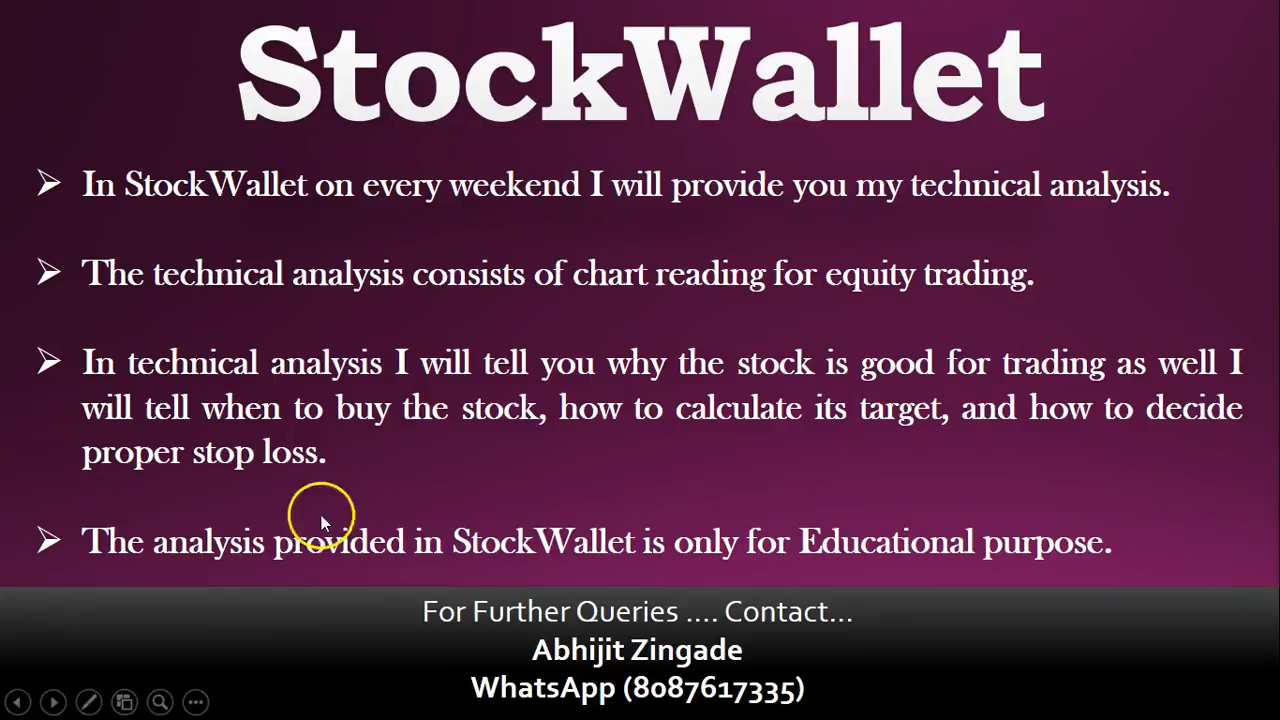 StockWallet
In StockWallet on every weekend I will provide you my technical analysis.
The technical analysis consists of chart reading for equity trading.
In technical analysis I will tell you why the stock is good for trading as well I
will tell when to buy the stock, how to calculate its target, and how to decide
proper stop loss.
The analysis provided in StockWallet is only for Educational purpose.
For Further Queries .... Contact...
Abhijit Zingade
WhatsApp (8087617335)